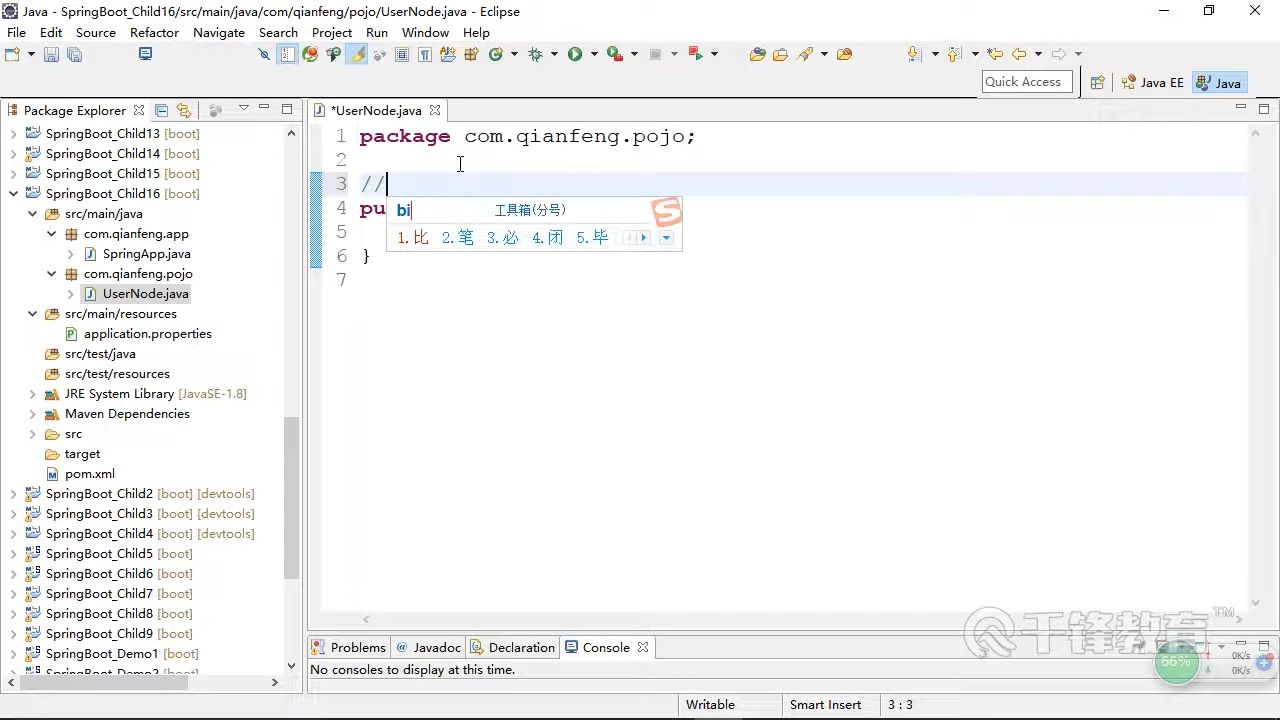 Java - SpringBoot_Child16/src/main/java/com/qianfeng/pojo/UserNode.java - Eclipse
File Edit Source Refactor Navigate Search Project Run Window Help
Quick Access
Java EE
Java
Package Explorer
*UserNode.java
SpringBoot_Child13 [boot]
SpringBoot_Child14 [boot]
SpringBoot_Child15 [boot]
SpringBoot_Child16 [boot]
src/main/java
com.qianfeng.app
SpringApp.java
com.qianfeng.pojo
UserNode.java
src/main/resources
application.properties
src/test/java
src/test/resources
JRE System Library [JavaSE-1.8]
Maven Dependencies
src
target
pom.xml
SpringBoot_Child2 [boot] [devtools]
SpringBoot_Child3 [boot] [devtools]
SpringBoot_Child4 [boot] [devtools]
SpringBoot_Child5 [boot]
SpringBoot_Child6 [boot]
SpringBoot_Child7 [boot]
SpringBoot_Child8 [boot]
SpringBoot_Child9 [boot]
SpringBoot_Demo1 [boot]
1 package com.qianfeng.pojo;
2
3 //
4 pu
5
6 }
7
bi 工具箱(分号)
1.比 2.笔 3.必 4.闭 5.毕
千锋教育 TM
Problems Javadoc Declaration Console
No consoles to display at this time.
66%
0K/s
0K/s
Writable
Smart Insert
3 : 3